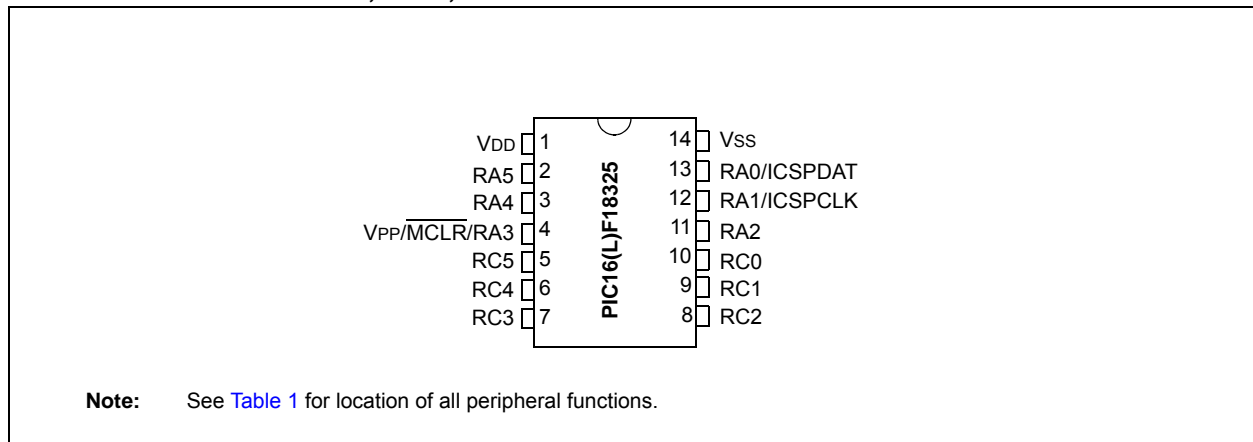 VDD 1 14 VSS
RA5 2 13 RA0/ICSPDAT
RA4 3 12 RA1/ICSPCLK
VPP/MCLR/RA3 4 11 RA2
RC5 5 10 RC0
RC4 6 9 RC1
RC3 7 8 RC2
PIC16(L)F18325
Note: See Table 1 for location of all peripheral functions.